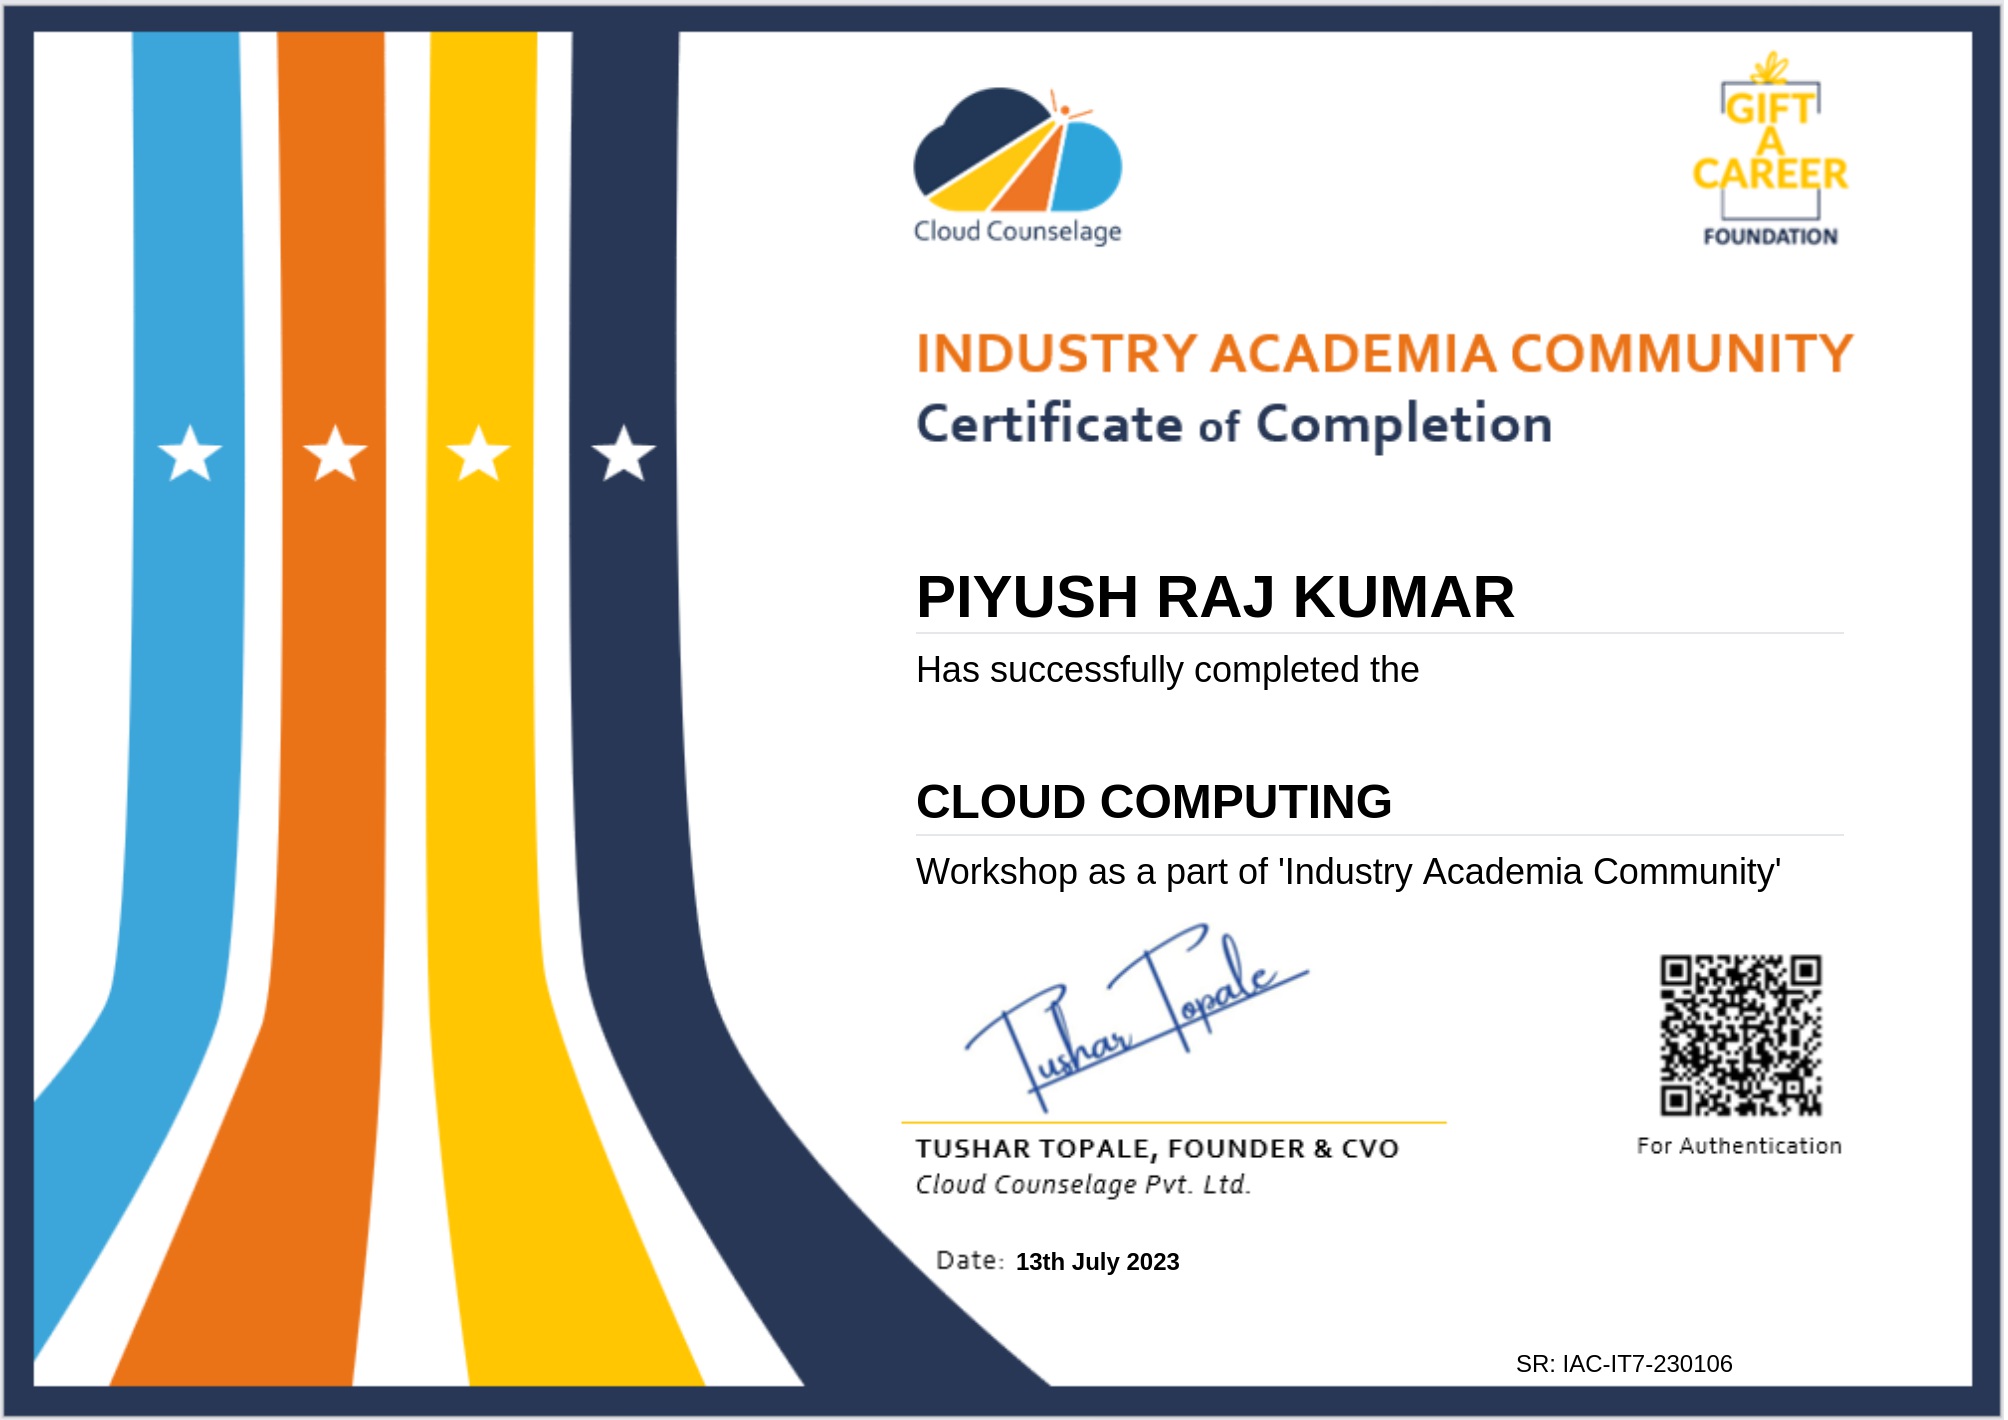 Cloud Counselage
GIFT
A
CAREER
FOUNDATION
INDUSTRY ACADEMIA COMMUNITY
Certificate of Completion
PIYUSH RAJ KUMAR
Has successfully completed the
CLOUD COMPUTING
Workshop as a part of 'Industry Academia Community'
Tushar Topale
TUSHAR TOPALE, FOUNDER & CVO
Cloud Counselage Pvt. Ltd.
For Authentication
Date: 13th July 2023
SR: IAC-IT7-230106